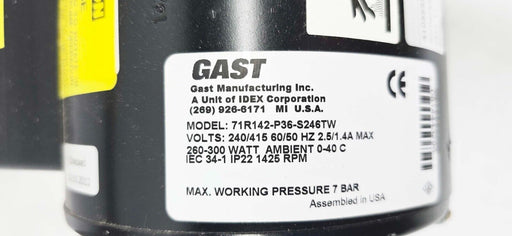 GAST
Gast Manufacturing Inc.
A Unit of IDEX Corporation
(269) 926-6171 MI U.S.A.
CE
MODEL: 71R142-P36-S246TW
VOLTS: 240/415 60/50 HZ 2.5/1.4A MAX
260-300 WATT AMBIENT 0-40 C
IEC 34-1 IP22 1425 RPM
MAX. WORKING PRESSURE 7 BAR
Assembled in USA